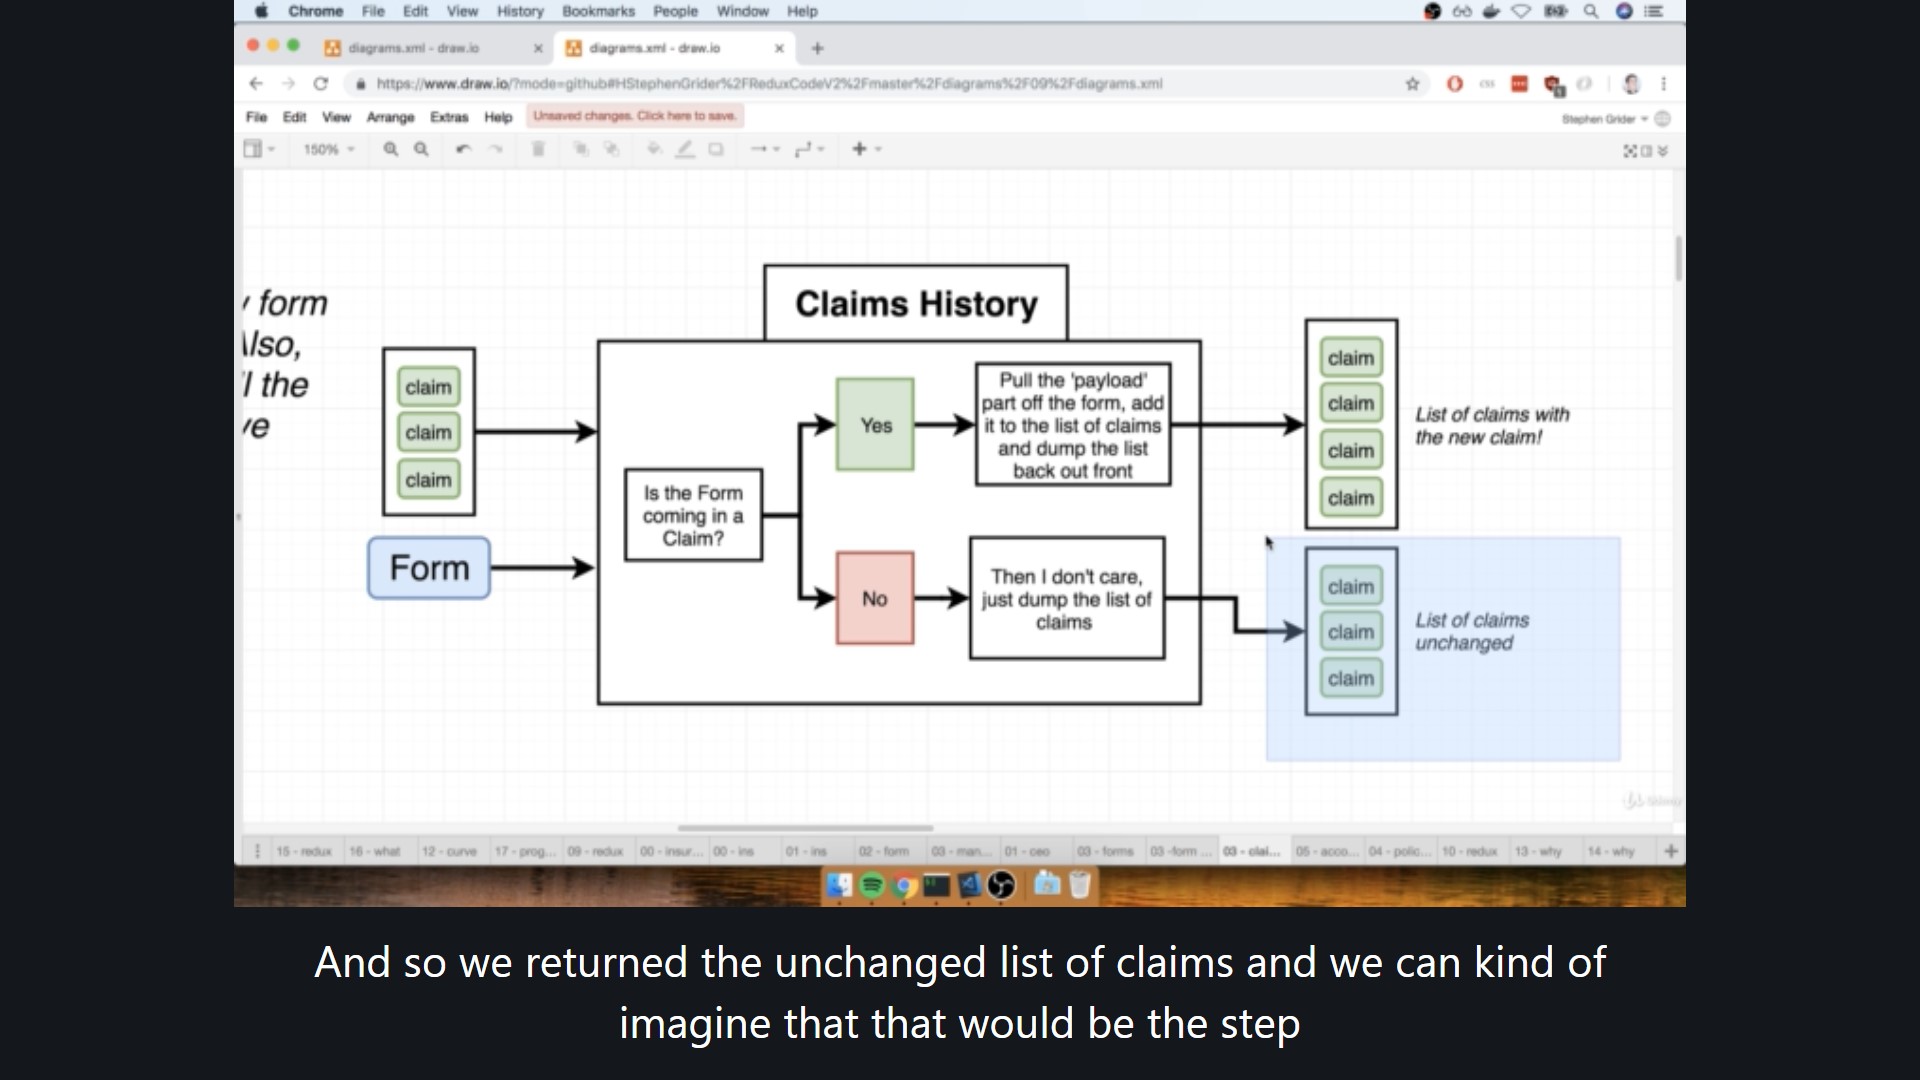 Chrome File Edit View History Bookmarks People Window Help
diagrams.xml - draw.io
diagrams.xml - draw.io
https://www.draw.io/?mode=github#HStephenGrider%2FReduxCodeV2%2Fmaster%2Fdiagrams%2F09%2Fdiagrams.xml
File Edit View Arrange Extras Help
Unsaved changes. Click here to save.
Stephen Grider
150%
form
Also,
the
Claims History
claim
claim
claim
Form
Is the Form
coming in a
Claim?
Yes
Pull the 'payload'
part off the form, add
it to the list of claims
and dump the list
back out front
No
Then I don't care,
just dump the list of
claims
claim
claim
claim
claim
List of claims with
the new claim!
claim
claim
claim
List of claims
unchanged
15 - redux 16 - what 12 - curve 17 - prog... 09 - redux 00 - insur... 00 - ins 01 - ins 02 - form 03 - man... 01 - ceo 03 - forms 03 -form ... 03 - clai... 05 - acco... 04 - polic... 10 - redux 13 - why 14 - why
And so we returned the unchanged list of claims and we can kind of
imagine that that would be the step